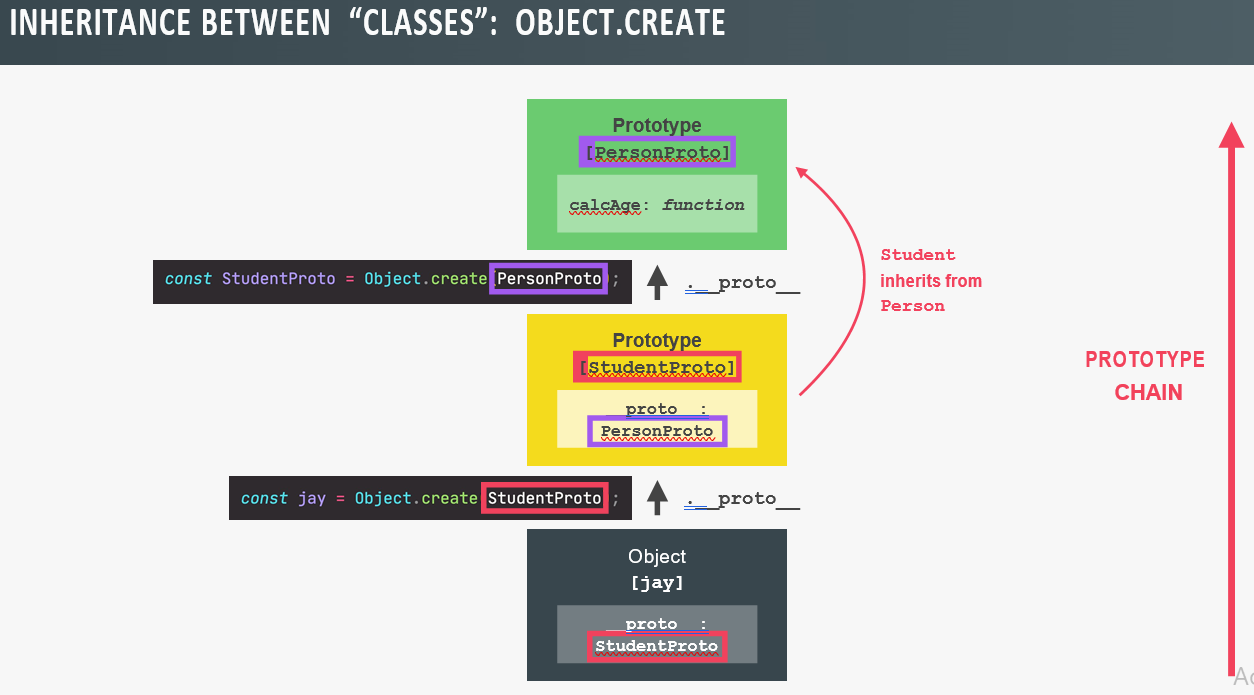 INHERITANCE BETWEEN “CLASSES”: OBJECT.CREATE
Prototype
[PersonProto]
calcAge: function
const StudentProto = Object.create(PersonProto);
.__proto__
Student
inherits from
Person
Prototype
[StudentProto]
__proto__:
PersonProto
PROTOTYPE
CHAIN
const jay = Object.create(StudentProto);
.__proto__
Object
[jay]
__proto__:
StudentProto